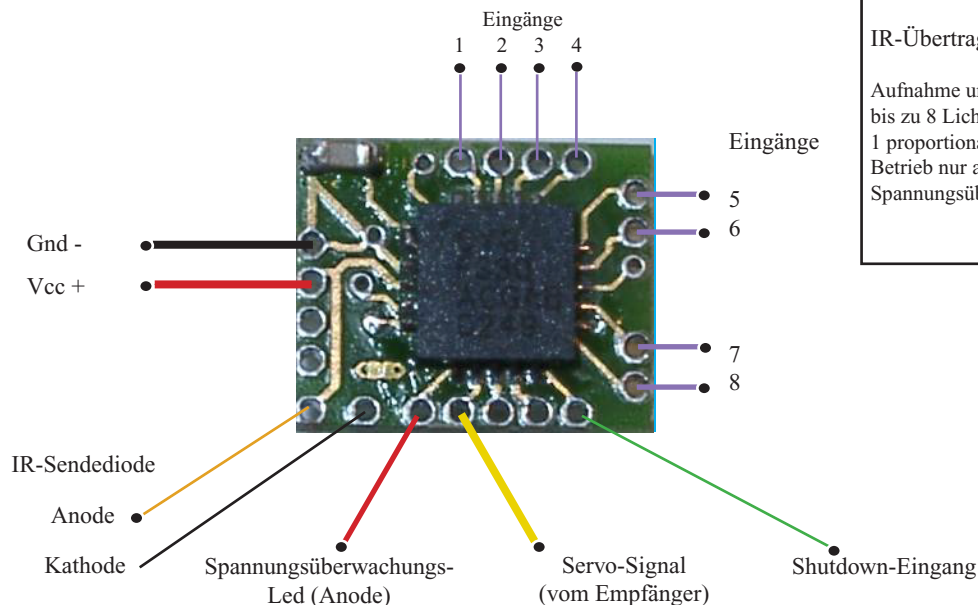 Eingänge
1 2 3 4
IR-Übertrag
Aufnahme u
bis zu 8 Lich
1 proportiona
Betrieb nur a
Spannungsüb
Eingänge
5
6
Gnd -
Vcc +
7
8
IR-Sendediode
Anode
Kathode
Spannungsüberwachungs-
Led (Anode)
Servo-Signal
(vom Empfänger)
Shutdown-Eingang